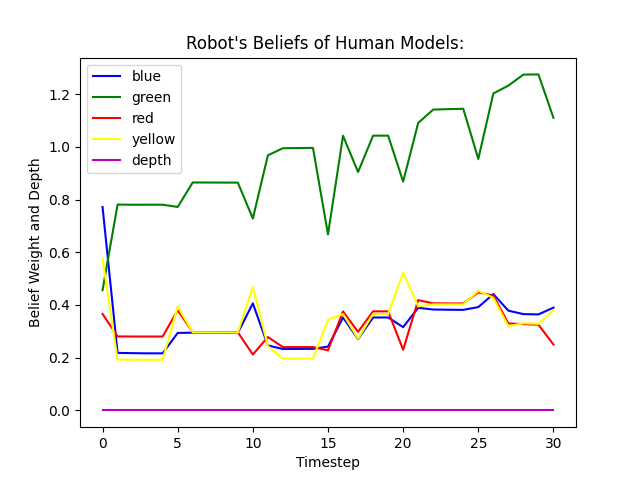 Robot's Beliefs of Human Models:
blue
green
red
yellow
depth
Belief Weight and Depth
1.2
1.0
0.8
0.6
0.4
0.2
0.0
0 5 10 15 20 25 30
Timestep